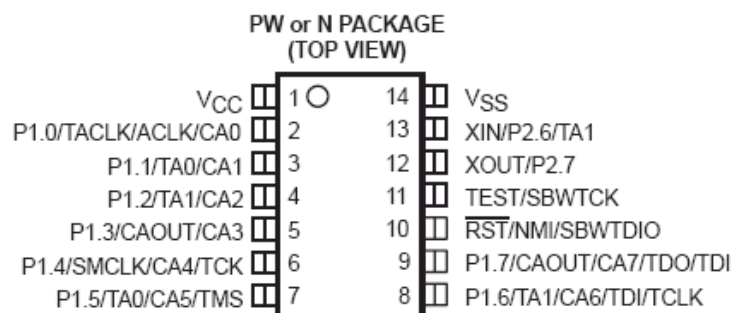 PW or N PACKAGE
(TOP VIEW)
VCC 1 14 VSS
P1.0/TACLK/ACLK/CA0 2 13 XIN/P2.6/TA1
P1.1/TA0/CA1 3 12 XOUT/P2.7
P1.2/TA1/CA2 4 11 TEST/SBWTCK
P1.3/CAOUT/CA3 5 10 RST/NMI/SBWTDIO
P1.4/SMCLK/CA4/TCK 6 9 P1.7/CAOUT/CA7/TDO/TDI
P1.5/TA0/CA5/TMS 7 8 P1.6/TA1/CA6/TDI/TCLK